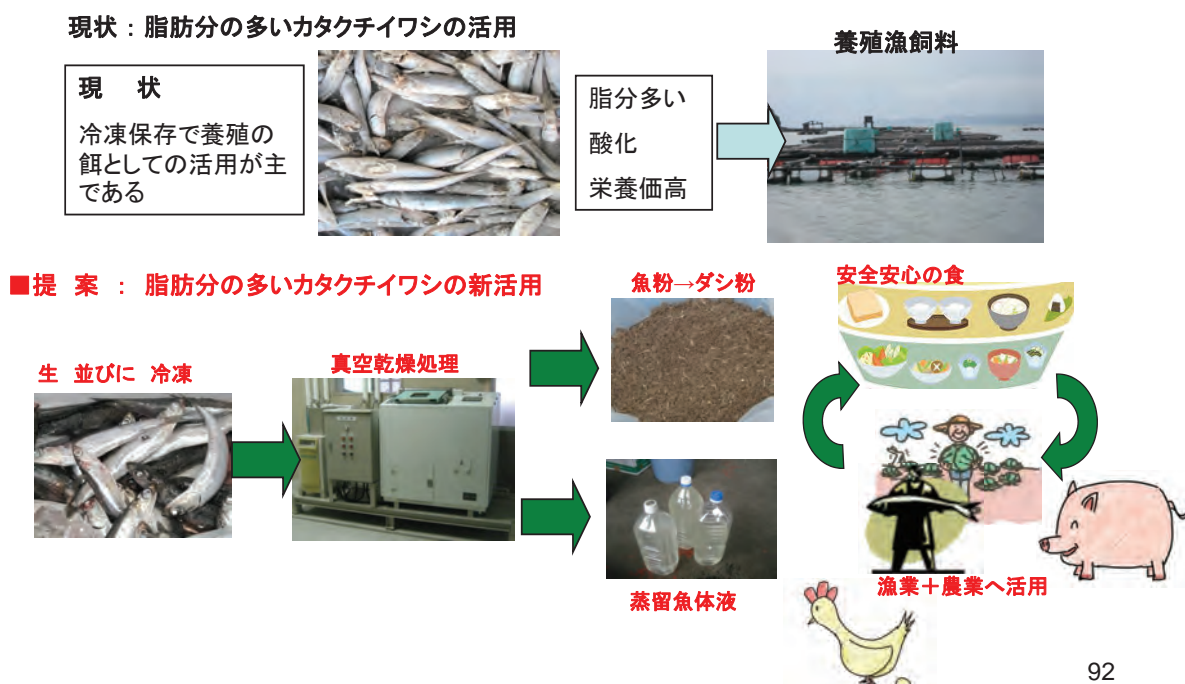 現状：脂肪分の多いカタクチイワシの活用
現 状
冷凍保存で養殖の
餌としての活用が主
である
脂分多い
酸化
栄養価高
養殖漁飼料
■提 案 ： 脂肪分の多いカタクチイワシの新活用
生 並びに 冷凍
真空乾燥処理
魚粉→ダシ粉
蒸留魚体液
安全安心の食
漁業＋農業へ活用
92